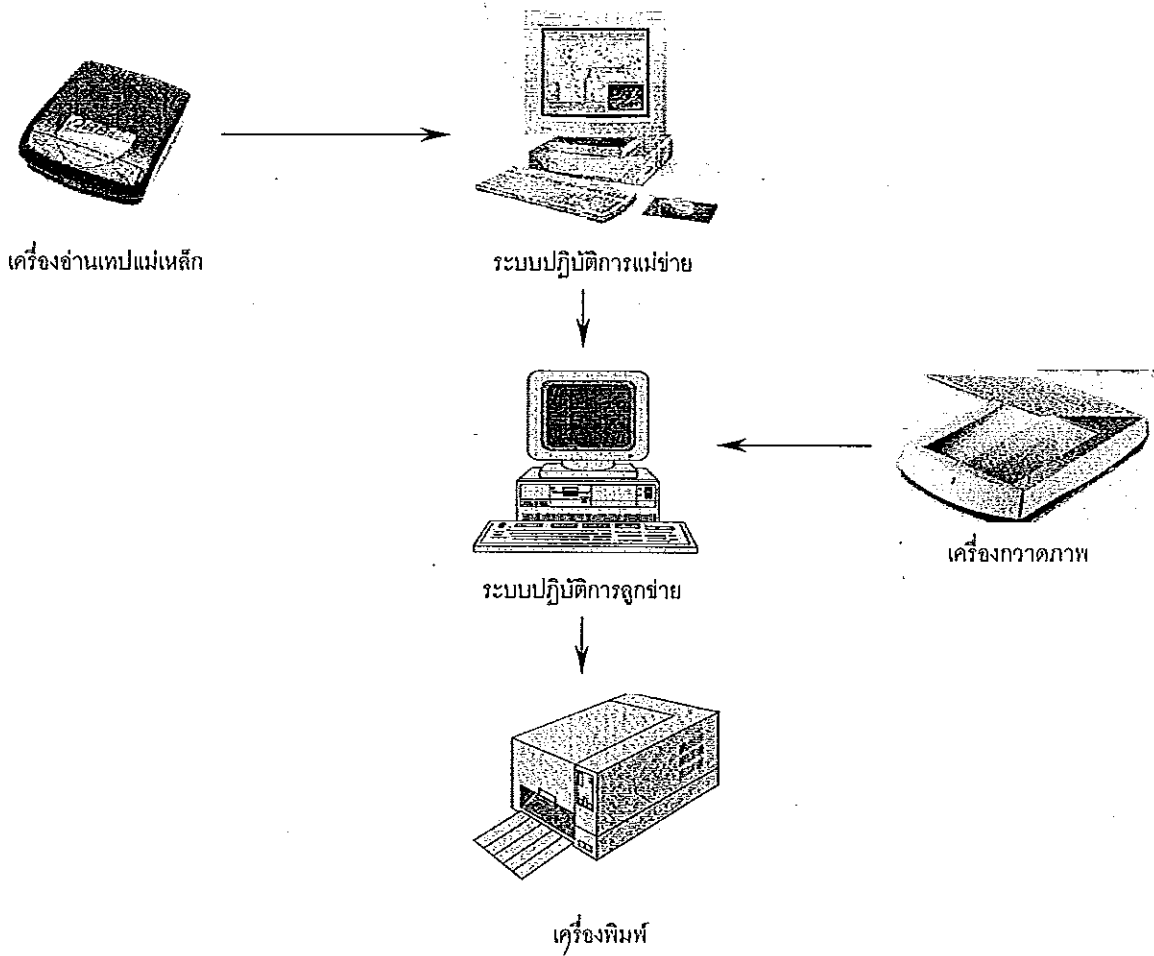 เครื่องอ่านเทปแม่เหล็ก
ระบบปฏิบัติการแม่ข่าย
เครื่องกวาดภาพ
ระบบปฏิบัติการลูกข่าย
เครื่องพิมพ์